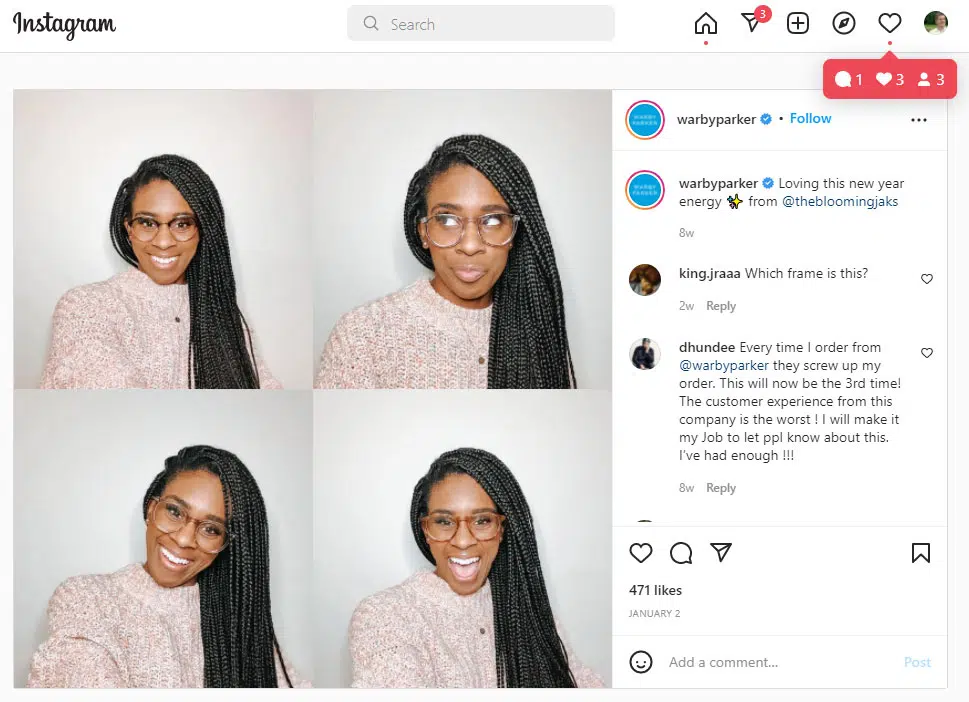 Instagram
Search
3
1 3 3
warbyparker • Follow
WARBY
PARKER
warbyparker Loving this new year
energy ✨ from @thebloomingjaks
8w
king.jraaa Which frame is this?
2w Reply
dhundee Every time I order from
@warbyparker they screw up my
order. This will now be the 3rd time!
The customer experience from this
company is the worst ! I will make it
my Job to let ppl know about this.
I've had enough !!!
8w Reply
471 likes
JANUARY 2
Add a comment... Post